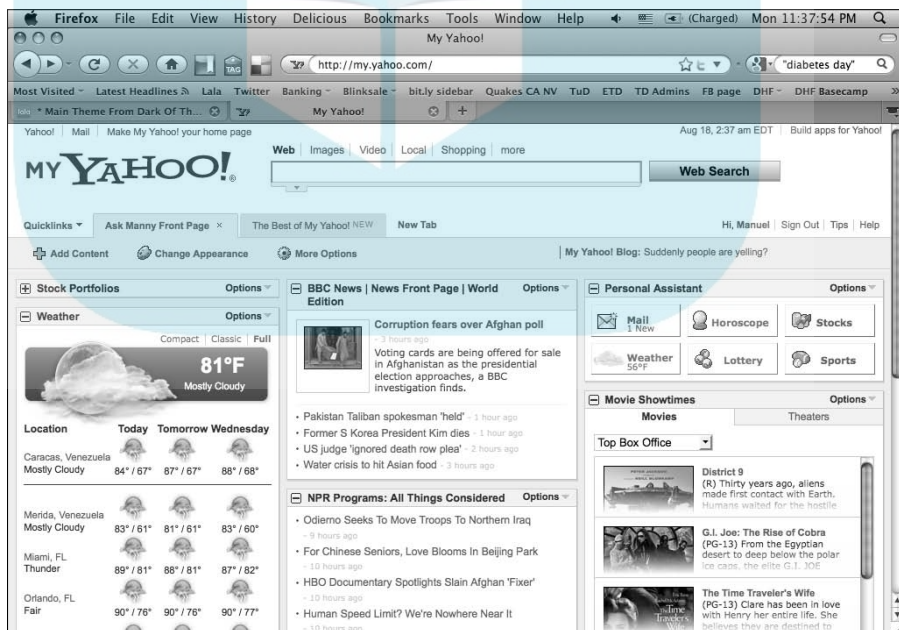 Firefox File Edit View History Delicious Bookmarks Tools Window Help (Charged) Mon 11:37:54 PM
My Yahoo!
http://my.yahoo.com/ "diabetes day"
TAG
Most Visited Latest Headlines Lala Twitter Banking Blinksale bit.ly sidebar Quakes CA NV TuD ETD TD Admins FB page DHF DHF Basecamp
lala * Main Theme From Dark Of Th... My Yahoo!
Yahoo! Mail Make My Yahoo! your home page Aug 18, 2:37 am EDT Build apps for Yahoo!
Web Images Video Local Shopping more
MY YAHOO! Web Search
Quicklinks Ask Manny Front Page × The Best of My Yahoo! NEW New Tab Hi, Manuel Sign Out Tips Help
Add Content Change Appearance More Options My Yahoo! Blog: Suddenly people are yelling?
Stock Portfolios Options
Weather Options
Compact Classic Full
81°F
Mostly Cloudy
Location Today Tomorrow Wednesday
Caracas, Venezuela
Mostly Cloudy 84° / 67° 87° / 67° 88° / 68°
Merida, Venezuela
Mostly Cloudy 83° / 61° 81° / 61° 83° / 60°
Miami, FL
Thunder 89° / 81° 88° / 81° 87° / 82°
Orlando, FL
Fair 90° / 76° 90° / 76° 90° / 77°
BBC News | News Front Page | World Options
Edition
Corruption fears over Afghan poll
- 3 hours ago
Voting cards are being offered for sale
in Afghanistan as the presidential
election approaches, a BBC
investigation finds.
• Pakistan Taliban spokesman 'held' - 1 hour ago
• Former S Korea President Kim dies - 1 hour ago
• US judge 'ignored death row plea' - 2 hours ago
• Water crisis to hit Asian food - 3 hours ago
NPR Programs: All Things Considered Options
• Odierno Seeks To Move Troops To Northern Iraq
- 9 hours ago
• For Chinese Seniors, Love Blooms In Beijing Park
- 10 hours ago
• HBO Documentary Spotlights Slain Afghan 'Fixer'
- 10 hours ago
• Human Speed Limit? We're Nowhere Near It
- 10 hours ago
Personal Assistant Options
Mail Horoscope Stocks
1 New
Weather Lottery Sports
56°F
Movie Showtimes Options
Movies Theaters
Top Box Office
District 9
(R) Thirty years ago, aliens
made first contact with Earth.
Humans waited for the hostile
G.I. Joe: The Rise of Cobra
(PG-13) From the Egyptian
desert to deep below the polar
ice caps, the elite G.I. JOE
The Time Traveler's Wife
(PG-13) Clare has been in love
with Henry her entire life. She
believes they are destined to